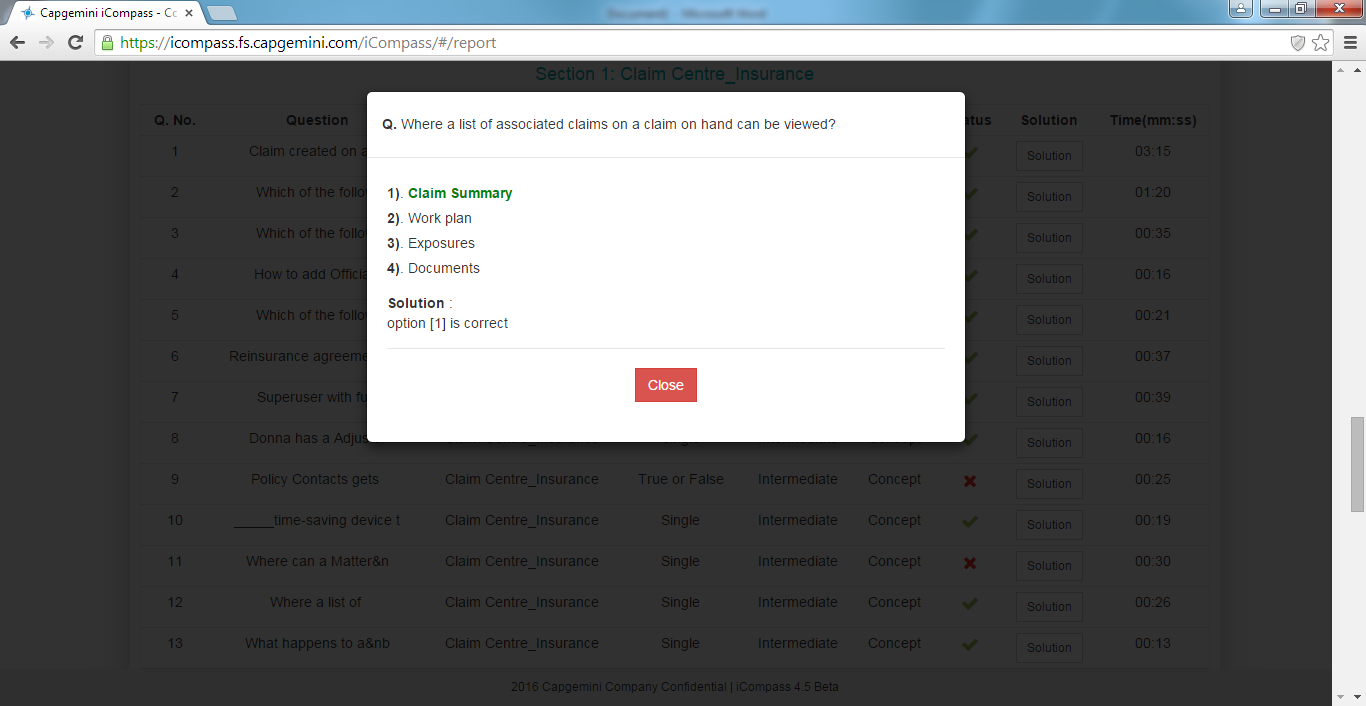 Capgemini iCompass - Cc
Document1 - Microsoft Word
https://icompass.fs.capgemini.com/iCompass/#/report
Section 1: Claim Centre_Insurance
Q. No. Question atus Solution Time(mm:ss)
Q. Where a list of associated claims on a claim on hand can be viewed?
1). Claim Summary
2). Work plan
3). Exposures
4). Documents
Solution :
option [1] is correct
Close
1 Claim created on a Solution 03:15
2 Which of the follo Solution 01:20
3 Which of the follo Solution 00:35
4 How to add Officia Solution 00:16
5 Which of the follo Solution 00:21
6 Reinsurance agreeme Solution 00:37
7 Superuser with fu Solution 00:39
8 Donna has a Adjus Claim Centre_Insurance Single Intermediate Concept Solution 00:16
9 Policy Contacts gets Claim Centre_Insurance True or False Intermediate Concept Solution 00:25
10 _____time-saving device t Claim Centre_Insurance Single Intermediate Concept Solution 00:19
11 Where can a Matter&n Claim Centre_Insurance Single Intermediate Concept Solution 00:30
12 Where a list of Claim Centre_Insurance Single Intermediate Concept Solution 00:26
13 What happens to a&nb Claim Centre_Insurance Single Intermediate Concept Solution 00:13
2016 Capgemini Company Confidential | iCompass 4.5 Beta